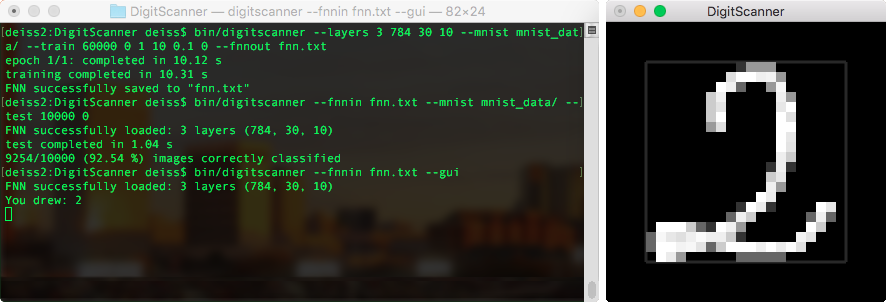 DigitScanner — digitscanner --fnnin fnn.txt --gui — 82×24
[deiss2:DigitScanner deiss$ bin/digitscanner --layers 3 784 30 10 --mnist mnist_dat]
a/ --train 60000 0 1 10 0.1 0 --fnnout fnn.txt
epoch 1/1: completed in 10.12 s
training completed in 10.31 s
FNN successfully saved to "fnn.txt"
[deiss2:DigitScanner deiss$ bin/digitscanner --fnnin fnn.txt --mnist mnist_data/ --]
test 10000 0
FNN successfully loaded: 3 layers (784, 30, 10)
test completed in 1.04 s
9254/10000 (92.54 %) images correctly classified
[deiss2:DigitScanner deiss$ bin/digitscanner --fnnin fnn.txt --gui ]
FNN successfully loaded: 3 layers (784, 30, 10)
You drew: 2
DigitScanner
2